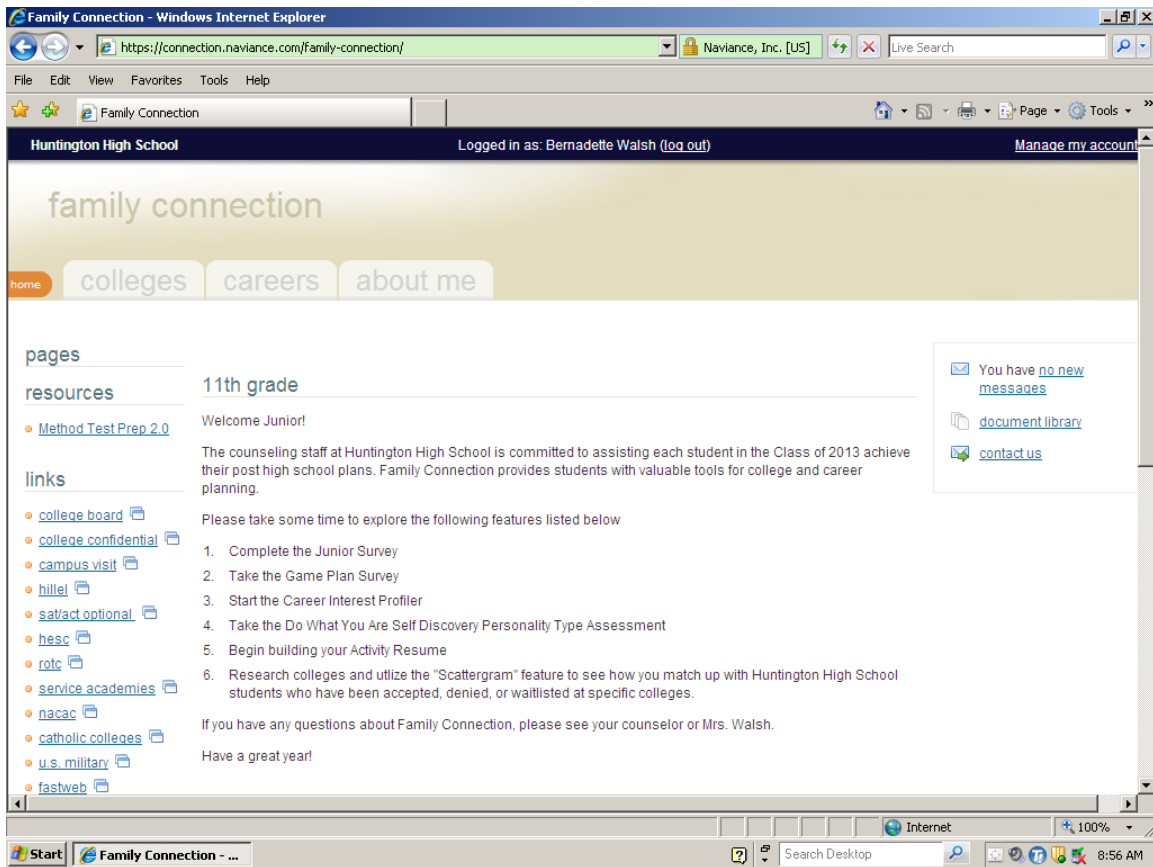 Family Connection - Windows Internet Explorer
https://connection.naviance.com/family-connection/
Naviance, Inc. [US]
Live Search
File Edit View Favorites Tools Help
Family Connection
Page Tools
Huntington High School
Logged in as: Bernadette Walsh (log out)
Manage my account
family connection
home
colleges
careers
about me
pages
resources
Method Test Prep 2.0
links
college board
college confidential
campus visit
hillel
sat/act optional
hesc
rotc
service academies
nacac
catholic colleges
u.s. military
fastweb
11th grade
Welcome Junior!
The counseling staff at Huntington High School is committed to assisting each student in the Class of 2013 achieve
their post high school plans. Family Connection provides students with valuable tools for college and career
planning.
Please take some time to explore the following features listed below
1. Complete the Junior Survey
2. Take the Game Plan Survey
3. Start the Career Interest Profiler
4. Take the Do What You Are Self Discovery Personality Type Assessment
5. Begin building your Activity Resume
6. Research colleges and utlize the "Scattergram" feature to see how you match up with Huntington High School
students who have been accepted, denied, or waitlisted at specific colleges.
If you have any questions about Family Connection, please see your counselor or Mrs. Walsh.
Have a great year!
You have no new
messages
document library
contact us
Internet
100%
Start
Family Connection - ...
Search Desktop
8:56 AM